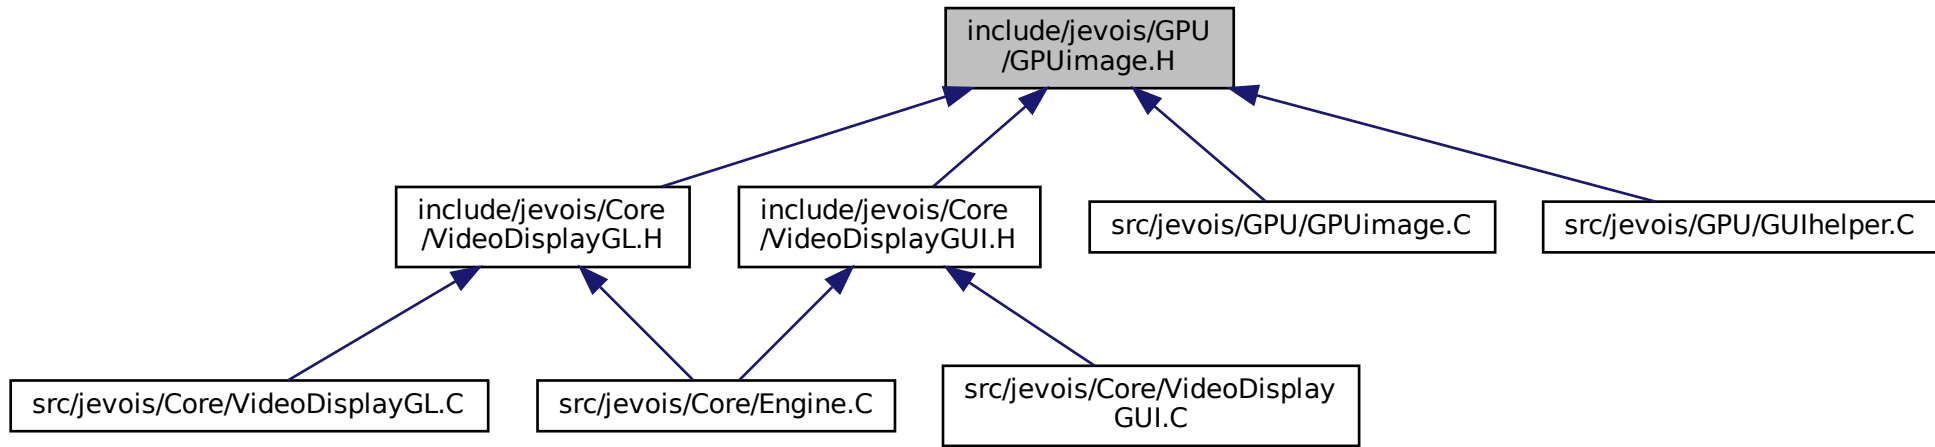 include/jevois/GPU
/GPUimage.H
include/jevois/Core
/VideoDisplayGL.H
include/jevois/Core
/VideoDisplayGUI.H
src/jevois/GPU/GPUimage.C
src/jevois/GPU/GUIhelper.C
src/jevois/Core/VideoDisplayGL.C
src/jevois/Core/Engine.C
src/jevois/Core/VideoDisplay
GUI.C